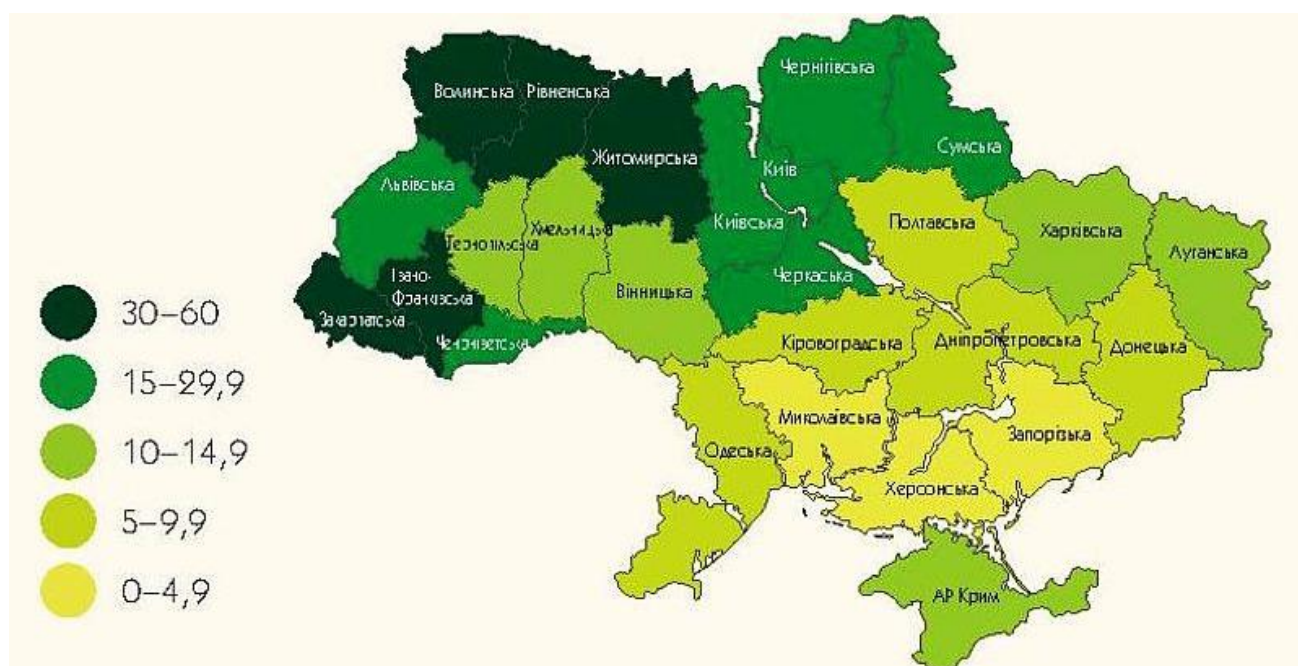 Чернігівська
Волинська
Рівненська
Сумська
Житомирська
Київ
Львівська
Київська
Полтавська
Харківська
Луганська
Тернопільська
Хмельницька
Черкаська
Вінницька
Івано-
Франківська
Закарпатська
Чернівецька
Кіровоградська
Дніпропетровська
Донецька
Миколаївська
Запорізька
Одеська
Херсонська
АР Крим
30–60
15–29,9
10–14,9
5–9,9
0–4,9